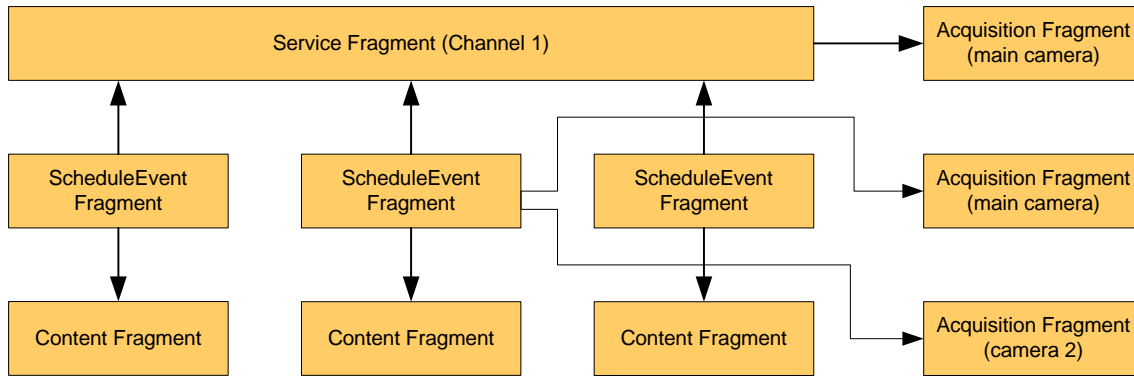 Service Fragment (Channel 1)
Acquisition Fragment
(main camera)
ScheduleEvent
Fragment
ScheduleEvent
Fragment
ScheduleEvent
Fragment
Acquisition Fragment
(main camera)
Content Fragment
Content Fragment
Content Fragment
Acquisition Fragment
(camera 2)